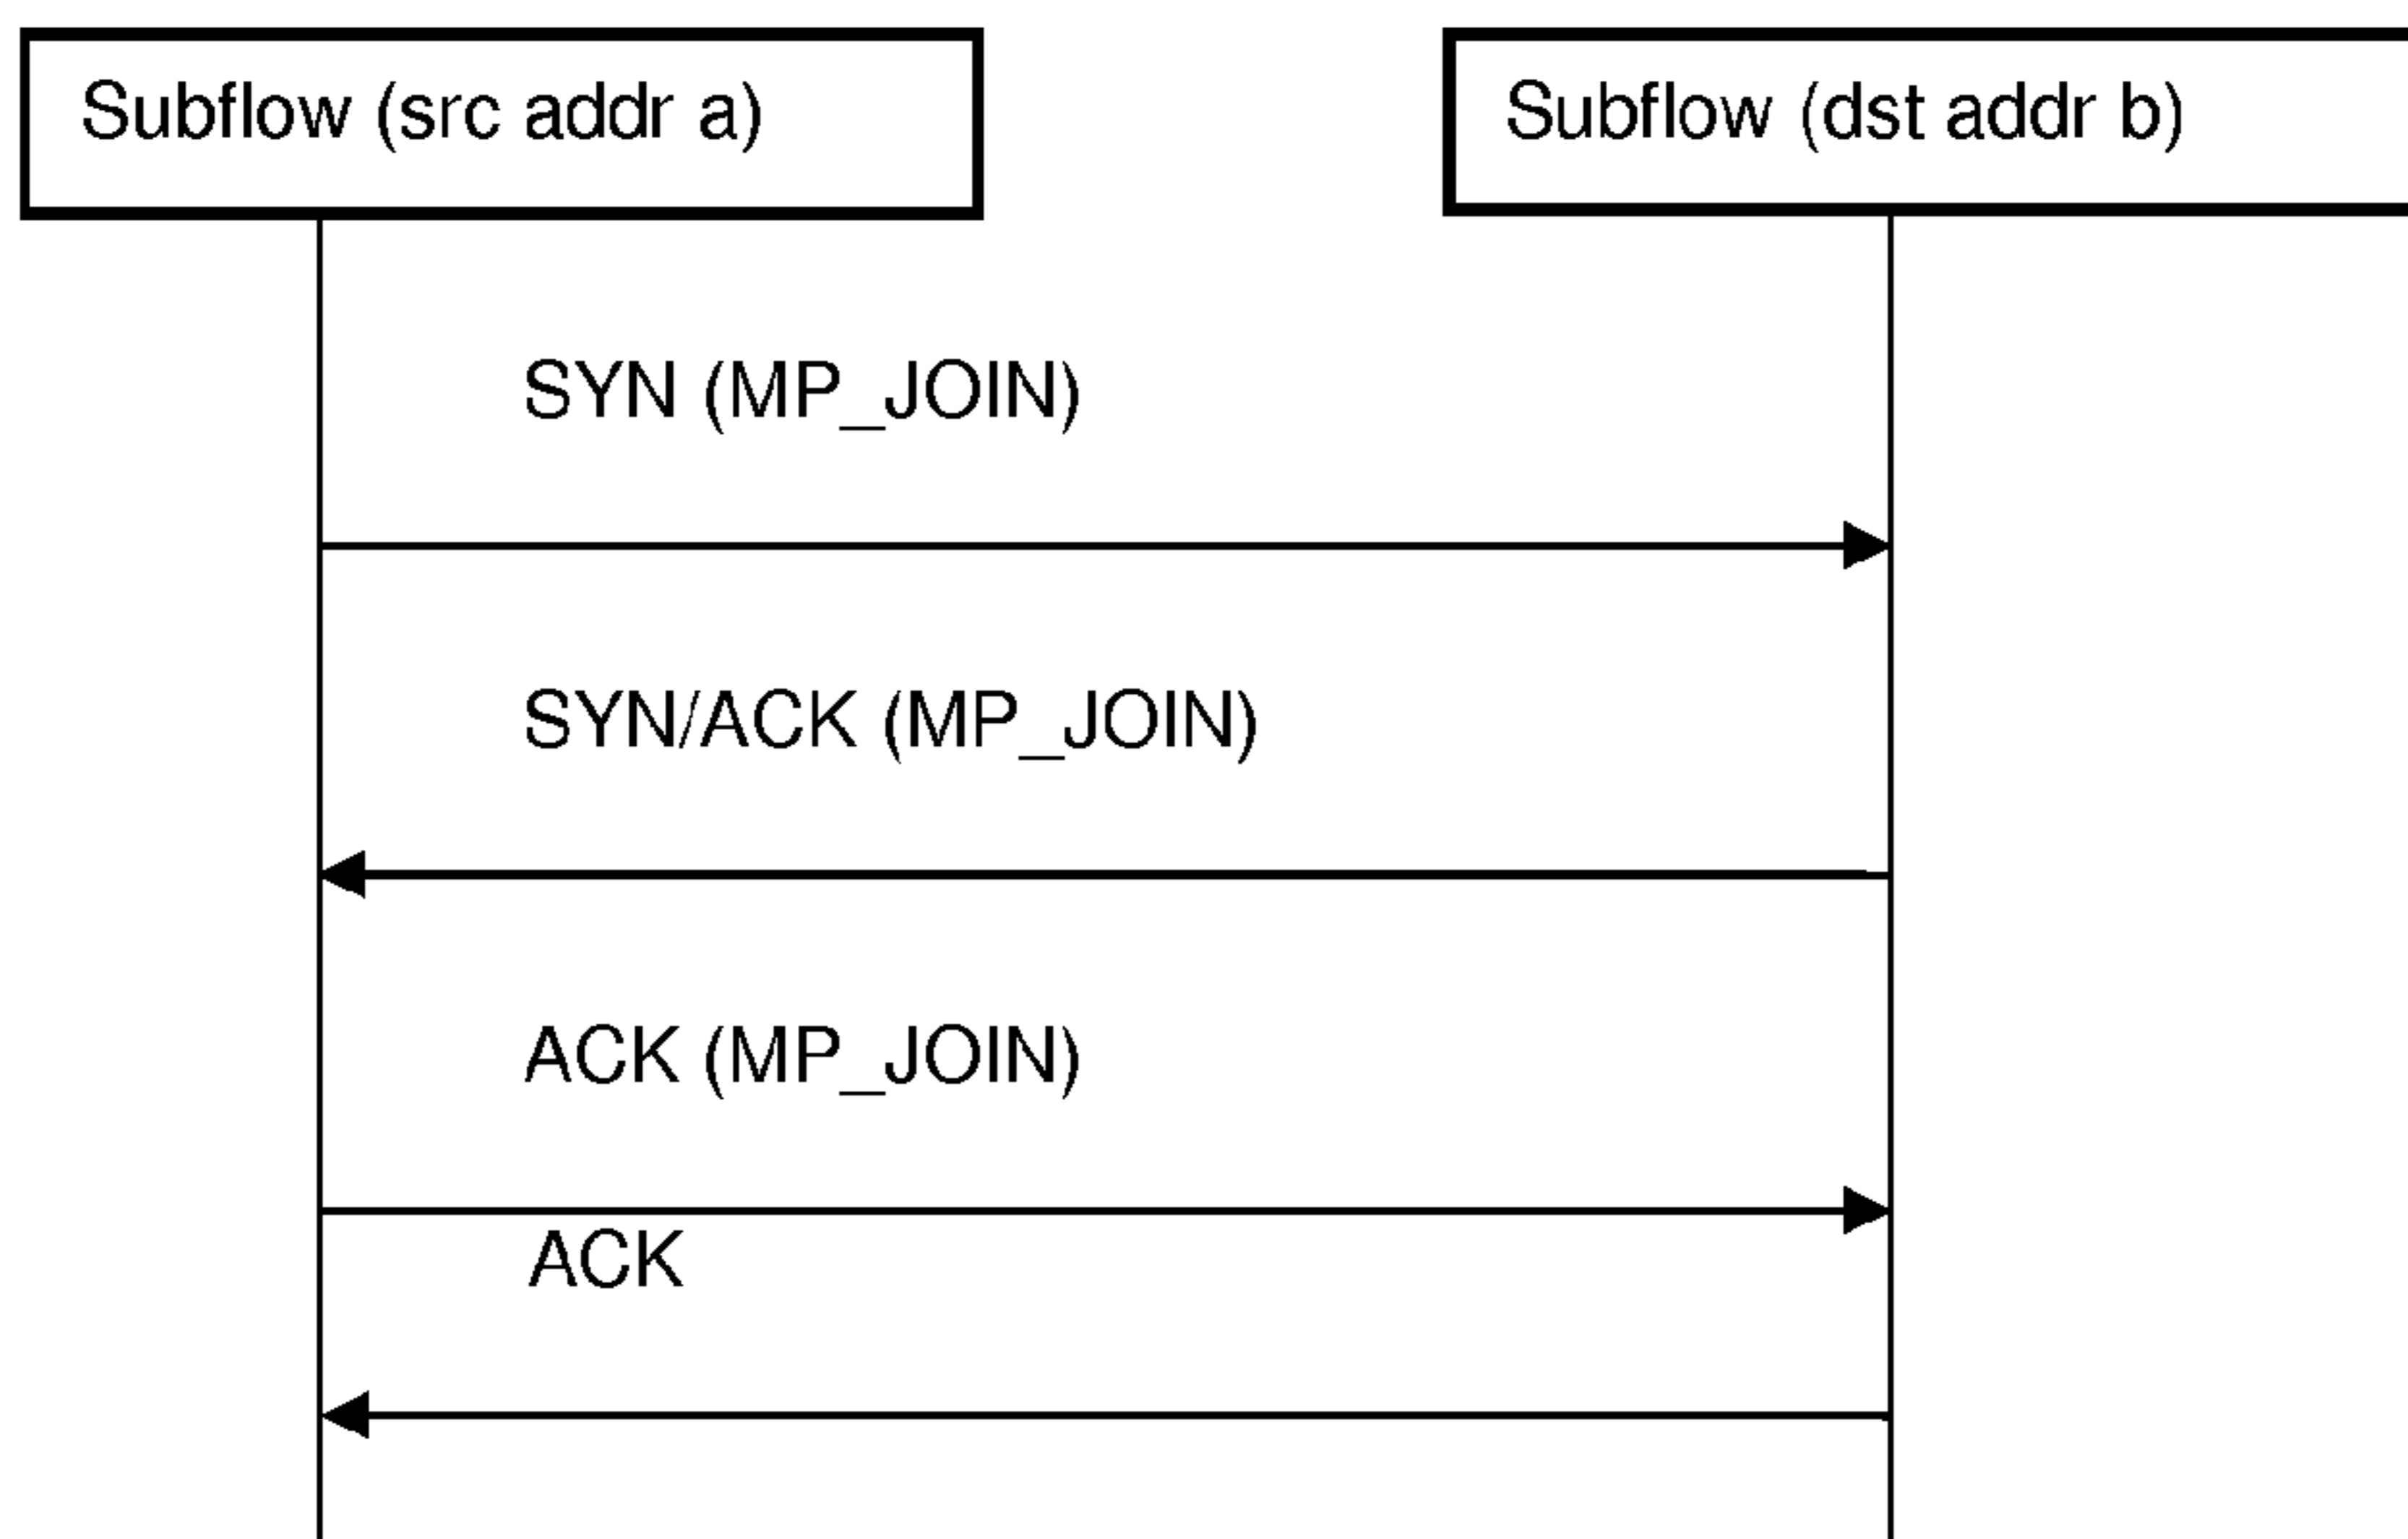 Subflow (src addr a)
Subflow (dst addr b)
SYN (MP_JOIN)
SYN/ACK (MP_JOIN)
ACK (MP_JOIN)
ACK